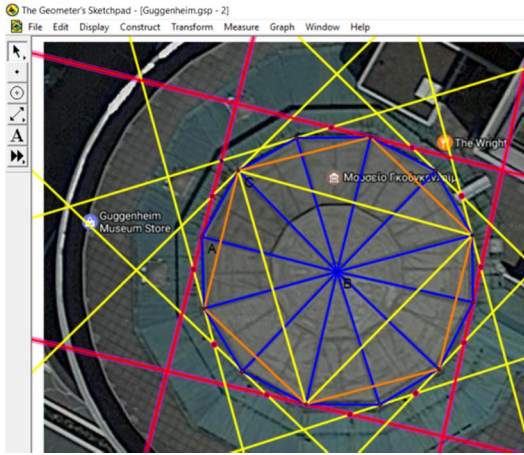 The Geometer's Sketchpad - [Guggenheim.gsp - 2]
File Edit Display Construct Transform Measure Graph Window Help
A
The Wright
Μουσείο Γκουγκενχάιμ
C
Guggenheim
Museum Store
A
B